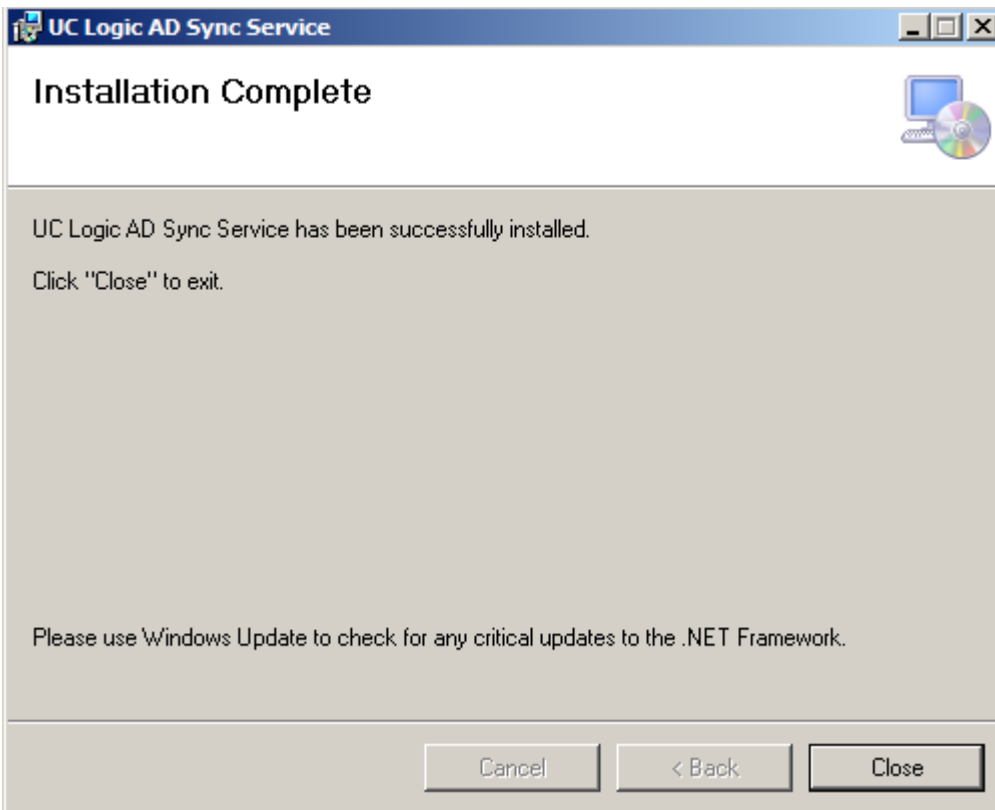 UC Logic AD Sync Service
Installation Complete
UC Logic AD Sync Service has been successfully installed.
Click "Close" to exit.
Please use Windows Update to check for any critical updates to the .NET Framework.
Cancel
< Back
Close